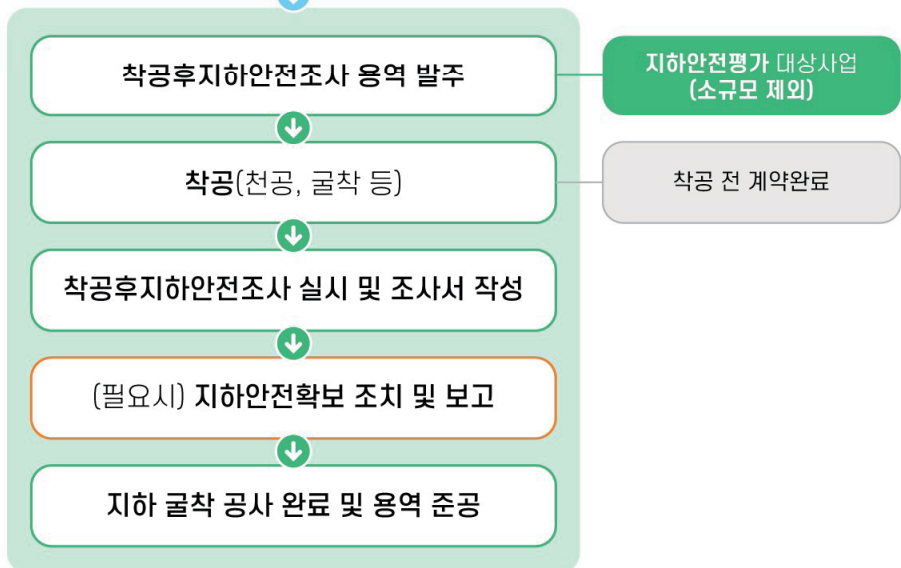 착공후지하안전조사 용역 발주
지하안전평가 대상사업
(소규모 제외)
착공(천공, 굴착 등)
착공 전 계약완료
착공후지하안전조사 실시 및 조사서 작성
(필요시) 지하안전확보 조치 및 보고
지하 굴착 공사 완료 및 용역 준공